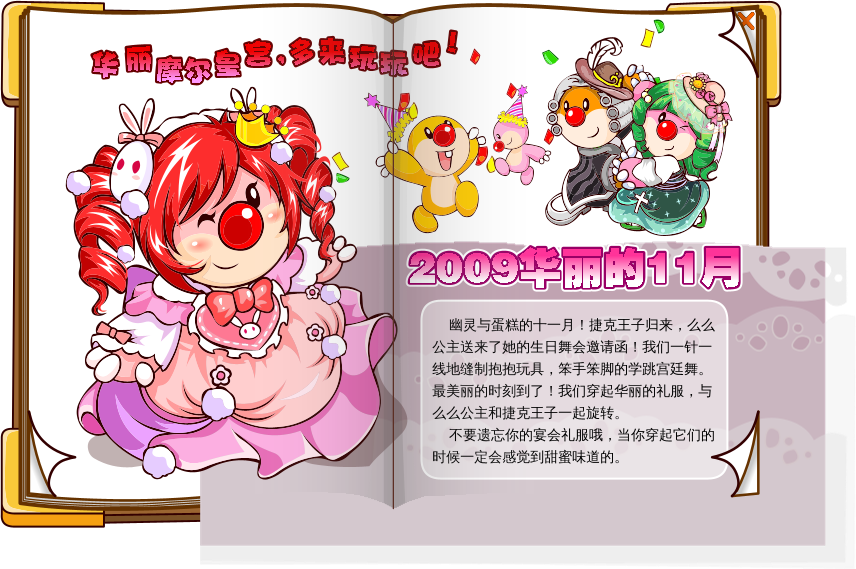 华丽摩尔皇宫,多来玩玩吧!
2009华丽的11月
幽灵与蛋糕的十一月！捷克王子归来，么么
公主送来了她的生日舞会邀请函！我们一针一
线地缝制抱抱玩具，笨手笨脚的学跳宫廷舞。
最美丽的时刻到了！我们穿起华丽的礼服，与
么么公主和捷克王子一起旋转。
不要遗忘你的宴会礼服哦，当你穿起它们的
时候一定会感觉到甜蜜味道的。